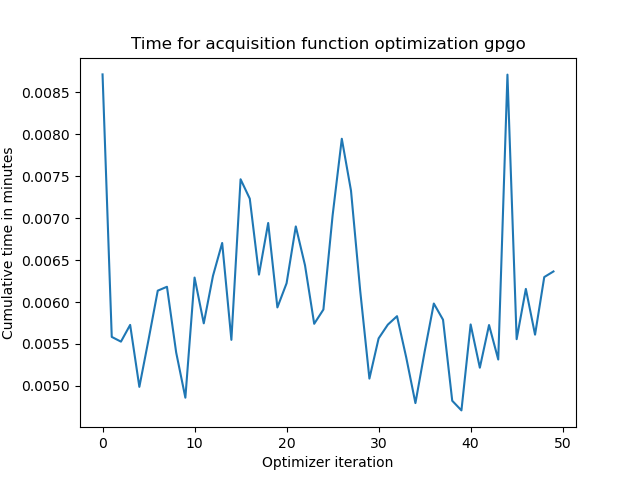 Time for acquisition function optimization gpgo
Cumulative time in minutes
0.0085
0.0080
0.0075
0.0070
0.0065
0.0060
0.0055
0.0050
0 10 20 30 40 50
Optimizer iteration